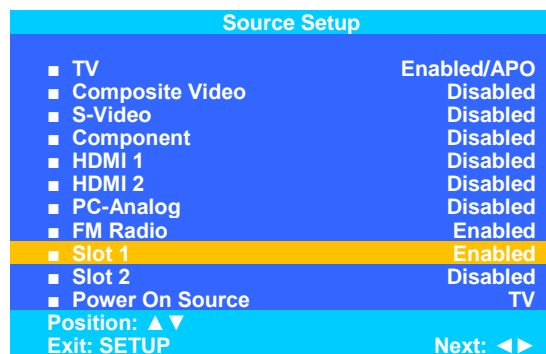 Source Setup
■ TV Enabled/APO
■ Composite Video Disabled
■ S-Video Disabled
■ Component Disabled
■ HDMI 1 Disabled
■ HDMI 2 Disabled
■ PC-Analog Disabled
■ FM Radio Enabled
■ Slot 1 Enabled
■ Slot 2 Disabled
■ Power On Source TV
Position: ▲▼
Exit: SETUP Next: ◄►